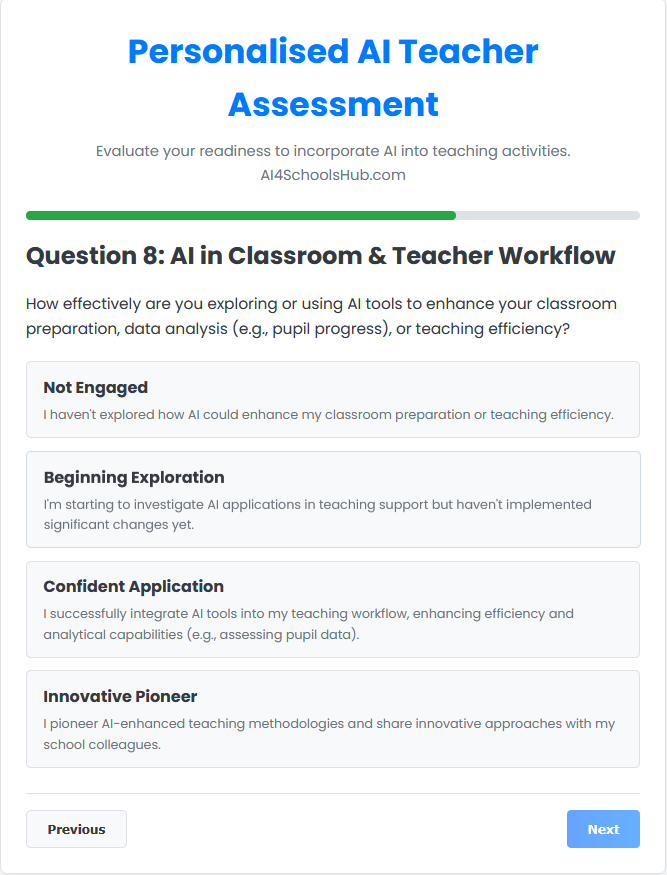 Personalised AI Teacher
Assessment
Evaluate your readiness to incorporate AI into teaching activities.
AI4SchoolsHub.com
Question 8: AI in Classroom & Teacher Workflow
How effectively are you exploring or using AI tools to enhance your classroom
preparation, data analysis (e.g., pupil progress), or teaching efficiency?
Not Engaged
I haven't explored how AI could enhance my classroom preparation or teaching efficiency.
Beginning Exploration
I'm starting to investigate AI applications in teaching support but haven't implemented
significant changes yet.
Confident Application
I successfully integrate AI tools into my teaching workflow, enhancing efficiency and
analytical capabilities (e.g., assessing pupil data).
Innovative Pioneer
I pioneer AI-enhanced teaching methodologies and share innovative approaches with my
school colleagues.
Previous
Next